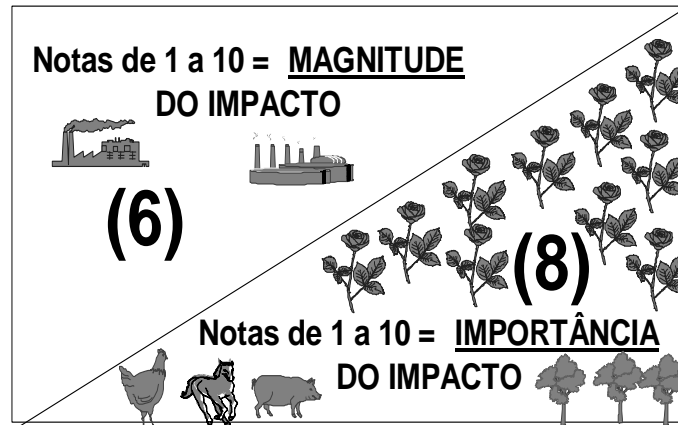 Notas de 1 a 10 = MAGNITUDE
DO IMPACTO
(6)
(8)
Notas de 1 a 10 = IMPORTÂNCIA
DO IMPACTO